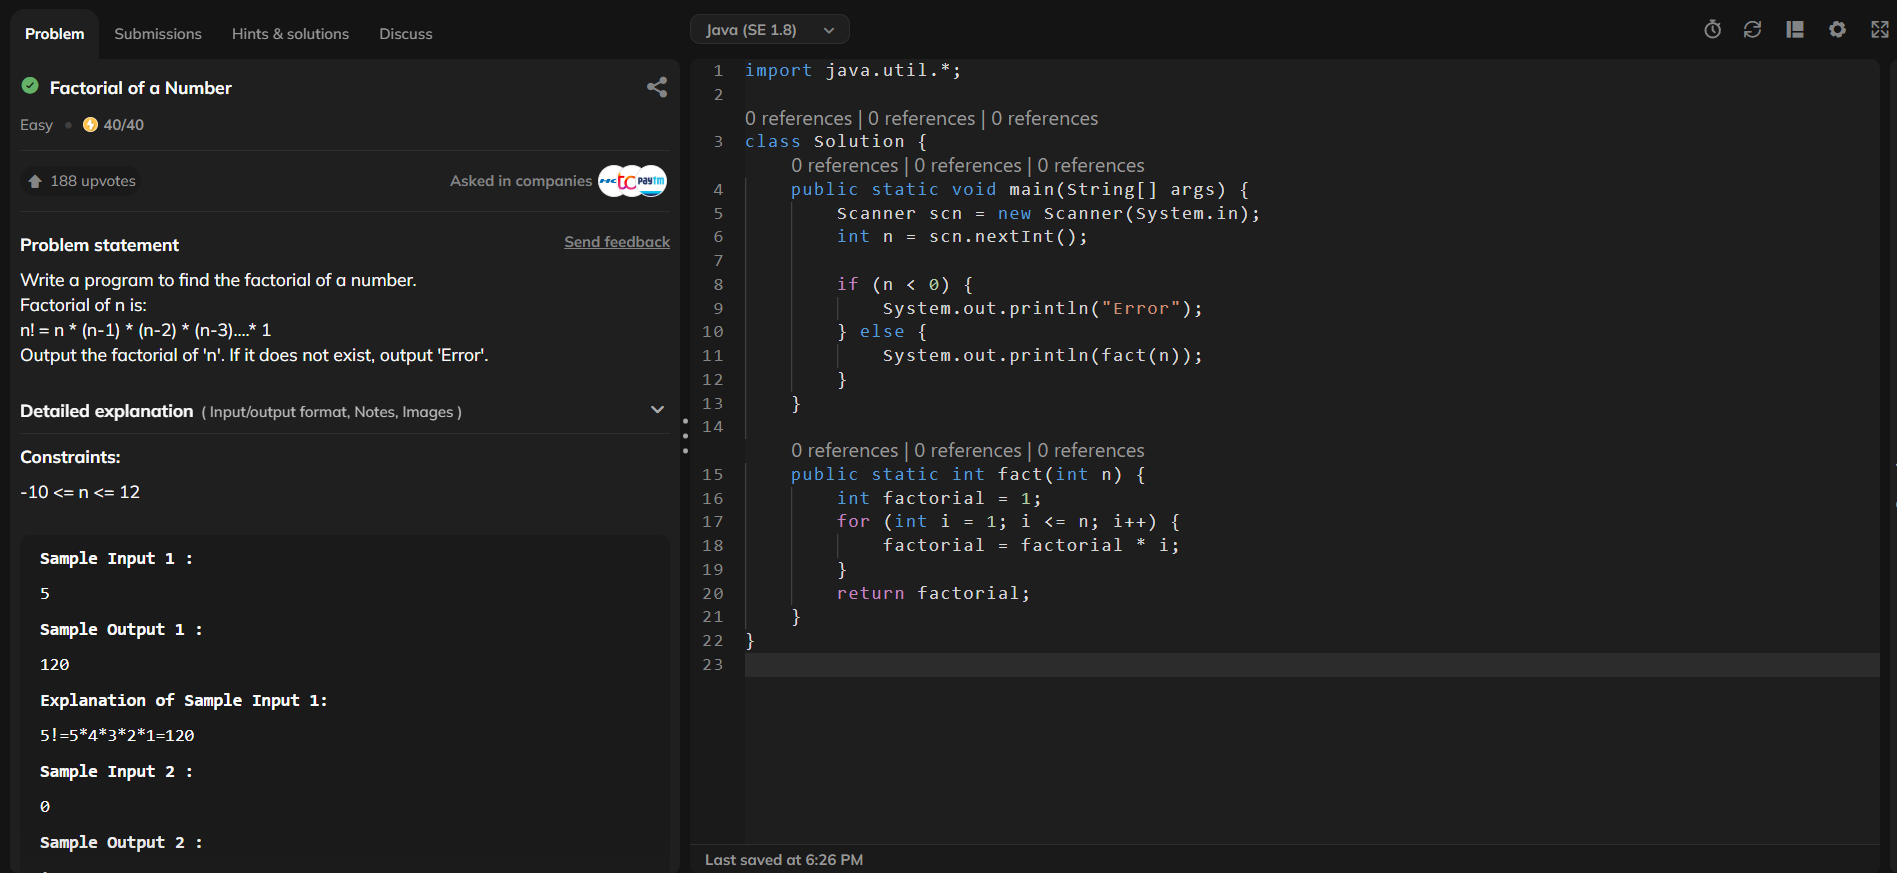 Problem
Submissions
Hints & solutions
Discuss
Factorial of a Number
Easy • 40/40
188 upvotes
Asked in companies
paytm
Problem statement
Send feedback
Write a program to find the factorial of a number.
Factorial of n is:
n! = n * (n-1) * (n-2) * (n-3)....* 1
Output the factorial of 'n'. If it does not exist, output 'Error'.
Detailed explanation ( Input/output format, Notes, Images )
Constraints:
-10 <= n <= 12
Sample Input 1 :
5
Sample Output 1 :
120
Explanation of Sample Input 1:
5!=5*4*3*2*1=120
Sample Input 2 :
0
Sample Output 2 :
Java (SE 1.8)
1 import java.util.*;
2
0 references | 0 references | 0 references
3 class Solution {
0 references | 0 references | 0 references
4 public static void main(String[] args) {
5 Scanner scn = new Scanner(System.in);
6 int n = scn.nextInt();
7
8 if (n < 0) {
9 System.out.println("Error");
10 } else {
11 System.out.println(fact(n));
12 }
13 }
14
0 references | 0 references | 0 references
15 public static int fact(int n) {
16 int factorial = 1;
17 for (int i = 1; i <= n; i++) {
18 factorial = factorial * i;
19 }
20 return factorial;
21 }
22 }
23
Last saved at 6:26 PM